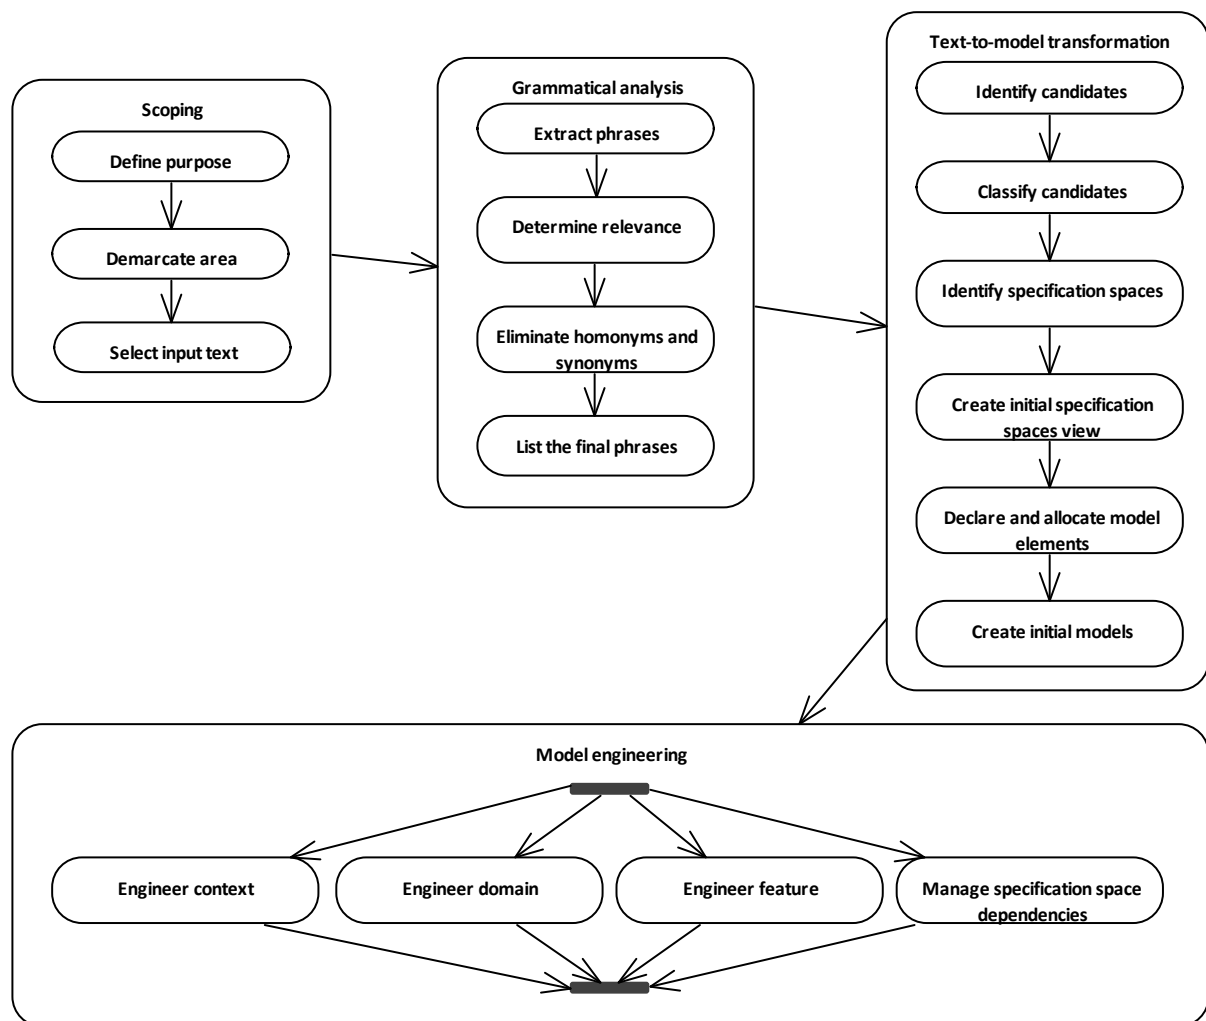 Scoping
Define purpose
Demarcate area
Select input text
Grammatical analysis
Extract phrases
Determine relevance
Eliminate homonyms and
synonyms
List the final phrases
Text-to-model transformation
Identify candidates
Classify candidates
Identify specification spaces
Create initial specification
spaces view
Declare and allocate model
elements
Create initial models
Model engineering
Engineer context
Engineer domain
Engineer feature
Manage specification space
dependencies